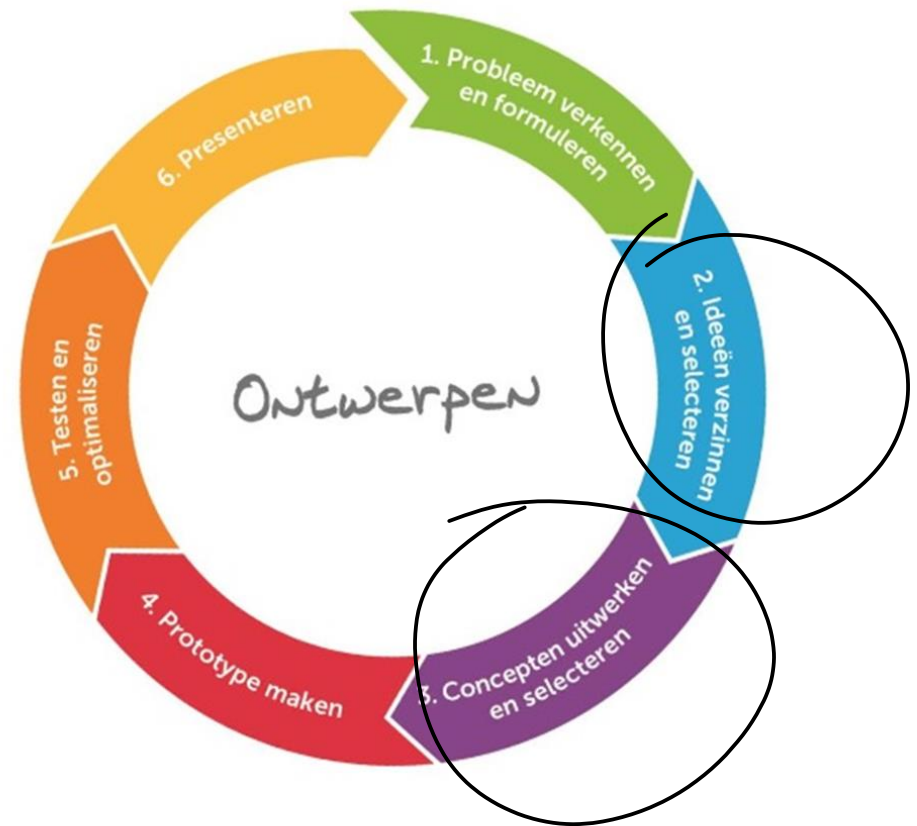 1. Probleem verkennen
en formuleren
2. Ideeën verzinnen
en selecteren
3. Concepten uitwerken
en selecteren
4. Prototype maken
5. Testen en
optimaliseren
6. Presenteren
Ontwerpen